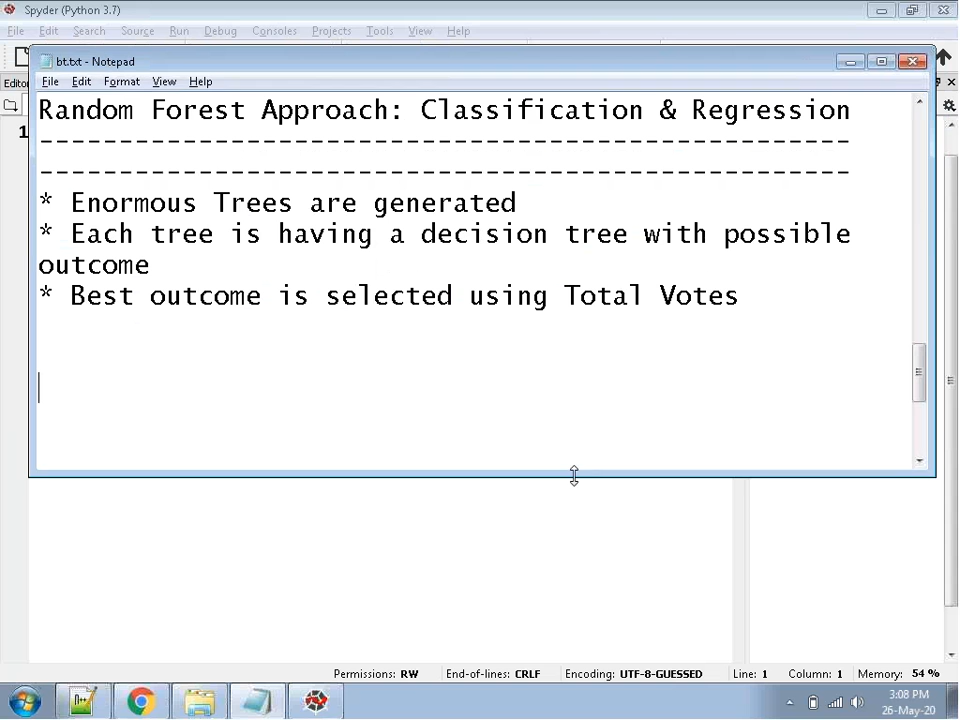 Spyder (Python 3.7)
File Edit Search Source Run Debug Consoles Projects Tools View Help
bt.txt - Notepad
Editor
File Edit Format View Help
1
Random Forest Approach: Classification & Regression
---------------------------------------------------
---------------------------------------------------
* Enormous Trees are generated
* Each tree is having a decision tree with possible
outcome
* Best outcome is selected using Total Votes
Permissions: RW End-of-lines: CRLF Encoding: UTF-8-GUESSED Line: 1 Column: 1 Memory: 54 %
N++
3:08 PM
26-May-20